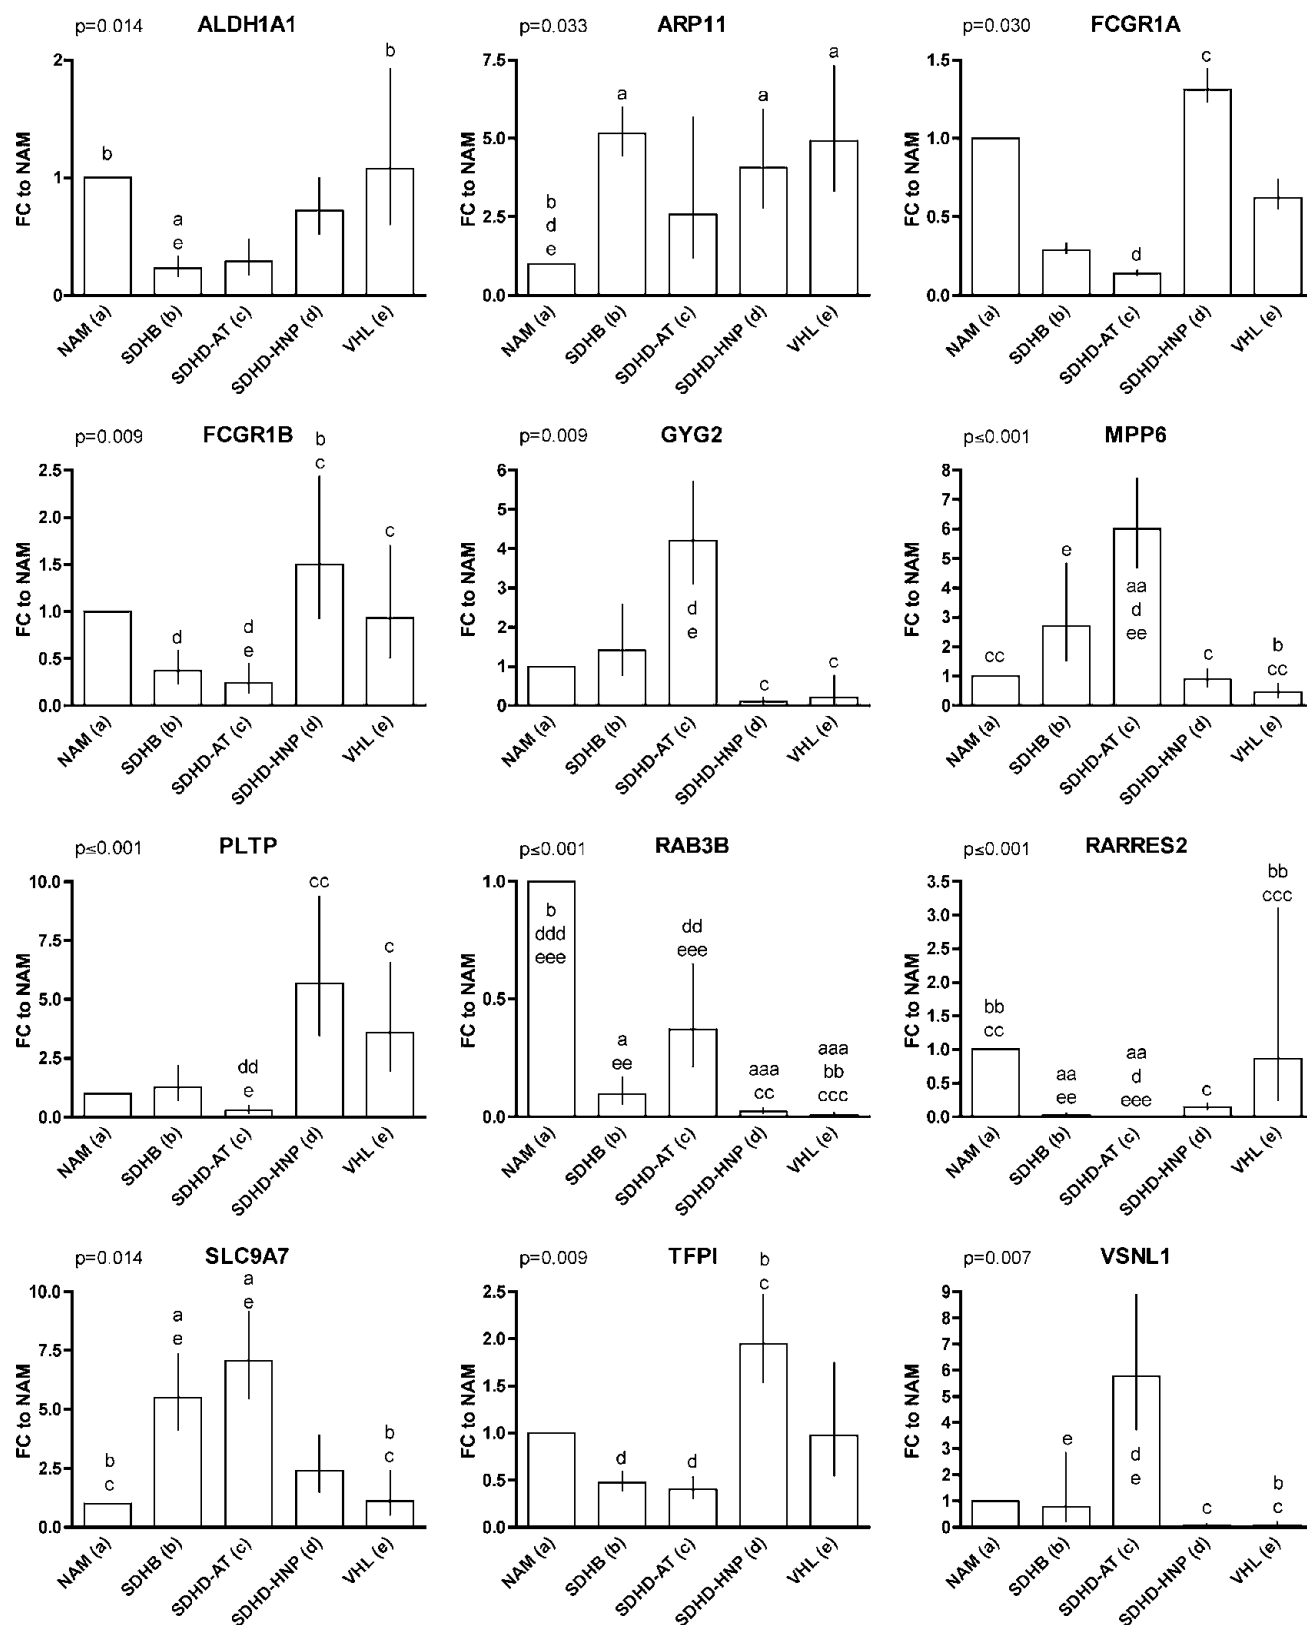 p=0.014 ALDH1A1
FC to NAM
2
1
0
b
a
e
b
NAM (a)
SDHB (b)
SDHD-AT (c)
SDHD-HNP (d)
VHL (e)
p=0.033 ARP11
FC to NAM
7.5
5.0
2.5
0.0
b
d
e
a
a
a
NAM (a)
SDHB (b)
SDHD-AT (c)
SDHD-HNP (d)
VHL (e)
p=0.030 FCGR1A
FC to NAM
1.5
1.0
0.5
0.0
d
c
NAM (a)
SDHB (b)
SDHD-AT (c)
SDHD-HNP (d)
VHL (e)
p=0.009 FCGR1B
FC to NAM
2.5
2.0
1.5
1.0
0.5
0.0
d
d
e
b
c
c
NAM (a)
SDHB (b)
SDHD-AT (c)
SDHD-HNP (d)
VHL (e)
p=0.009 GYG2
FC to NAM
6
5
4
3
2
1
0
d
e
c
c
NAM (a)
SDHB (b)
SDHD-AT (c)
SDHD-HNP (d)
VHL (e)
p≤0.001 MPP6
FC to NAM
8
7
6
5
4
3
2
1
0
cc
e
aa
d
ee
c
b
cc
NAM (a)
SDHB (b)
SDHD-AT (c)
SDHD-HNP (d)
VHL (e)
p≤0.001 PLTP
FC to NAM
10.0
7.5
5.0
2.5
0.0
dd
e
cc
c
NAM (a)
SDHB (b)
SDHD-AT (c)
SDHD-HNP (d)
VHL (e)
p≤0.001 RAB3B
FC to NAM
1.0
0.5
0.0
b
ddd
eee
a
ee
dd
eee
aaa
cc
aaa
bb
ccc
NAM (a)
SDHB (b)
SDHD-AT (c)
SDHD-HNP (d)
VHL (e)
p≤0.001 RARRES2
FC to NAM
3.5
3.0
2.5
2.0
1.5
1.0
0.5
0.0
bb
cc
aa
ee
aa
d
eee
c
bb
ccc
NAM (a)
SDHB (b)
SDHD-AT (c)
SDHD-HNP (d)
VHL (e)
p=0.014 SLC9A7
FC to NAM
10.0
7.5
5.0
2.5
0.0
b
c
a
e
a
e
b
c
NAM (a)
SDHB (b)
SDHD-AT (c)
SDHD-HNP (d)
VHL (e)
p=0.009 TFPI
FC to NAM
2.5
2.0
1.5
1.0
0.5
0.0
d
d
b
c
NAM (a)
SDHB (b)
SDHD-AT (c)
SDHD-HNP (d)
VHL (e)
p=0.007 VSNL1
FC to NAM
9
8
7
6
5
4
3
2
1
0
e
d
e
c
b
c
NAM (a)
SDHB (b)
SDHD-AT (c)
SDHD-HNP (d)
VHL (e)